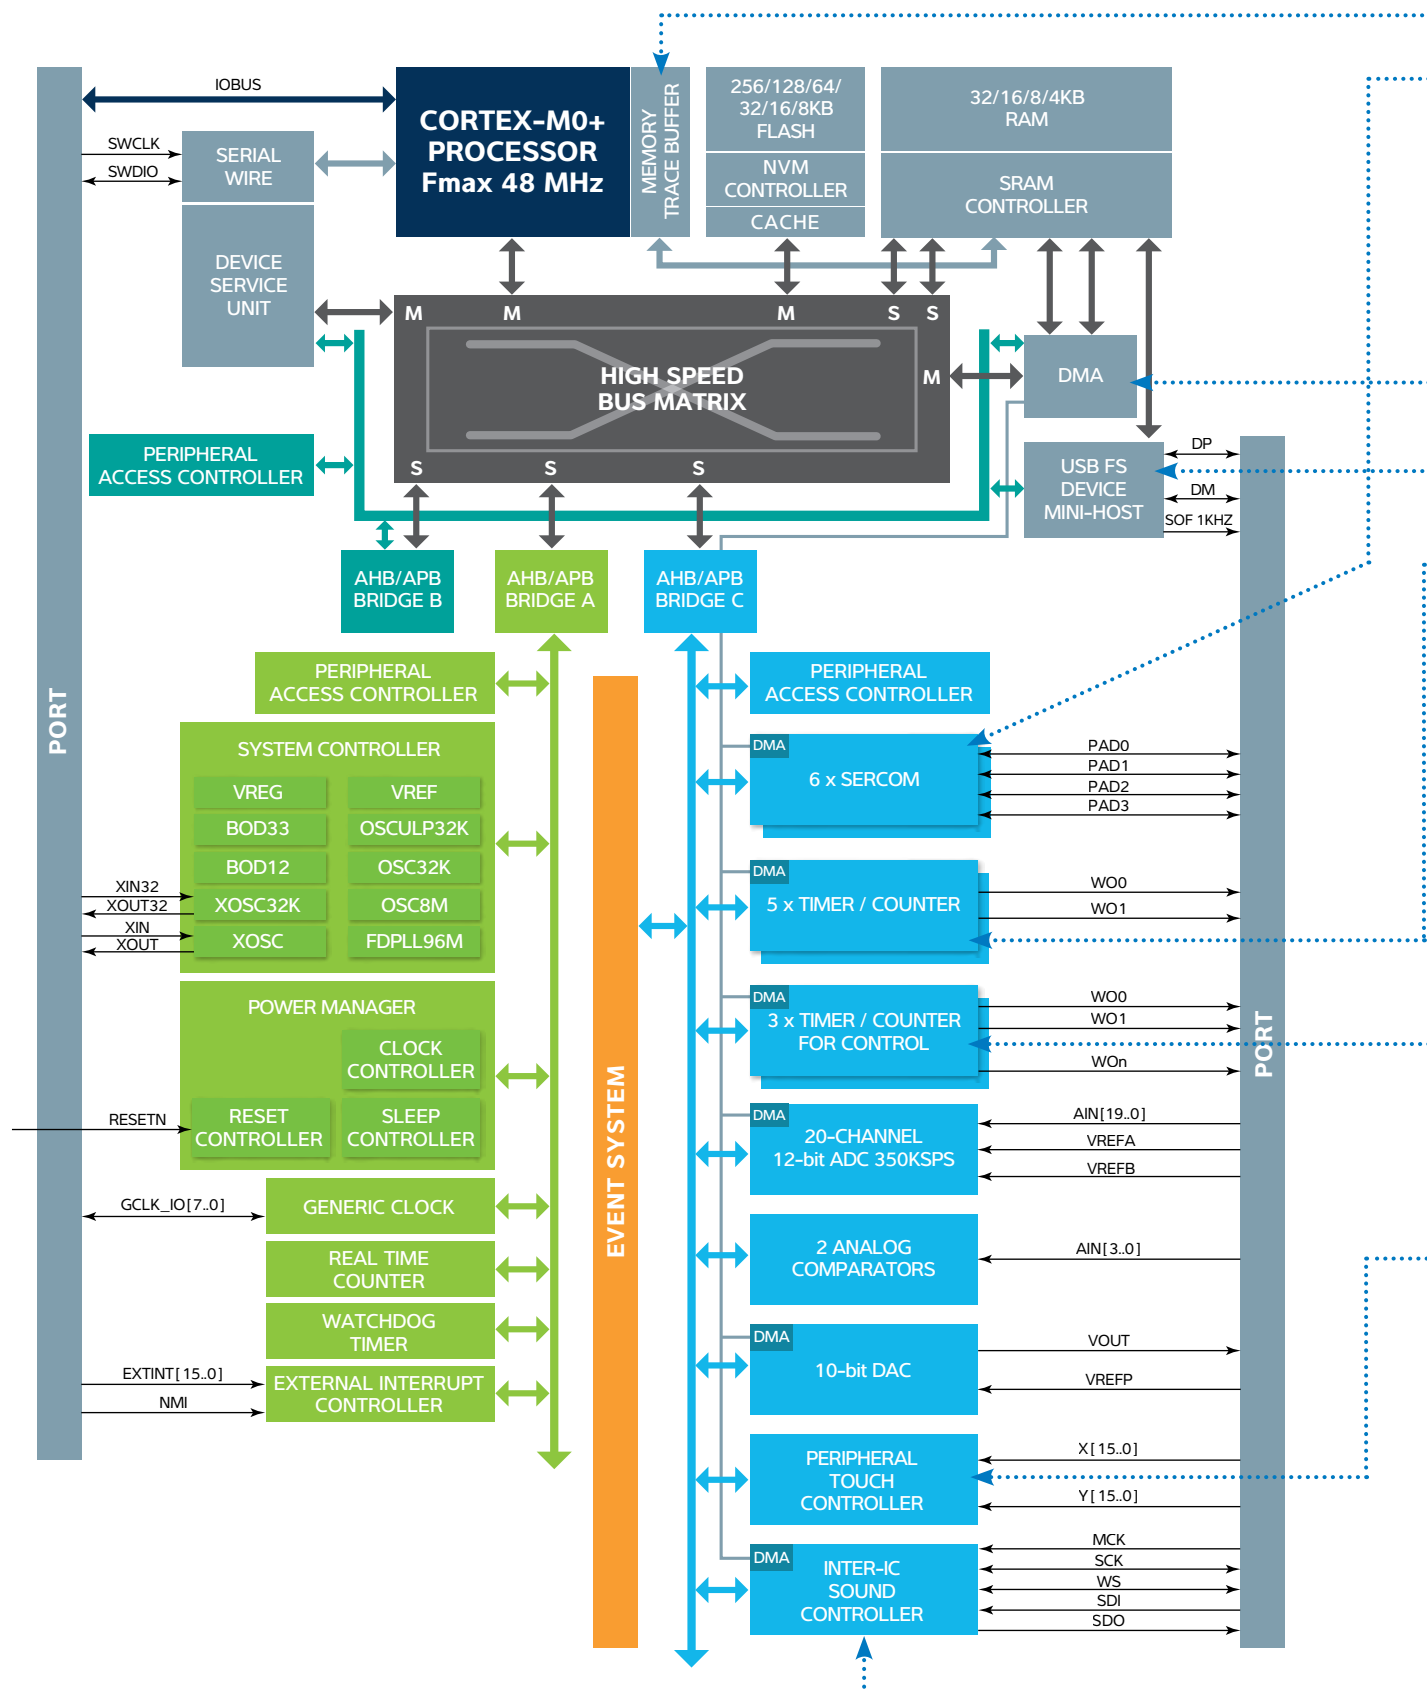 IOBUS
SWCLK
SWDIO
SERIAL
WIRE
DEVICE
SERVICE
UNIT
CORTEX-M0+
PROCESSOR
Fmax 48 MHz
MEMORY
TRACE BUFFER
256/128/64/
32/16/8KB
FLASH
NVM
CONTROLLER
CACHE
32/16/8/4KB
RAM
SRAM
CONTROLLER
M
M
M
S
S
HIGH SPEED
BUS MATRIX
M
S
S
S
DMA
USB FS
DEVICE
MINI-HOST
DP
DM
SOF 1KHZ
PERIPHERAL
ACCESS CONTROLLER
AHB/APB
BRIDGE B
AHB/APB
BRIDGE A
AHB/APB
BRIDGE C
PORT
PERIPHERAL
ACCESS CONTROLLER
SYSTEM CONTROLLER
VREG
VREF
BOD33
OSCULP32K
BOD12
OSC32K
XOSC32K
OSC8M
XOSC
FDPLL96M
XIN32
XOUT32
XIN
XOUT
POWER MANAGER
CLOCK
CONTROLLER
RESET
CONTROLLER
SLEEP
CONTROLLER
RESETN
GCLK_IO[7..0]
GENERIC CLOCK
REAL TIME
COUNTER
WATCHDOG
TIMER
EXTINT[15..0]
NMI
EXTERNAL INTERRUPT
CONTROLLER
EVENT SYSTEM
PERIPHERAL
ACCESS CONTROLLER
DMA
6 x SERCOM
PAD0
PAD1
PAD2
PAD3
DMA
5 x TIMER / COUNTER
WO0
WO1
DMA
3 x TIMER / COUNTER
FOR CONTROL
WO0
WO1
WOn
DMA
20-CHANNEL
12-bit ADC 350KSPS
AIN[19..0]
VREFA
VREFB
2 ANALOG
COMPARATORS
AIN[3..0]
DMA
10-bit DAC
VOUT
VREFP
PERIPHERAL
TOUCH
CONTROLLER
X[15..0]
Y[15..0]
DMA
INTER-IC
SOUND
CONTROLLER
MCK
SCK
WS
SDI
SDO
PORT